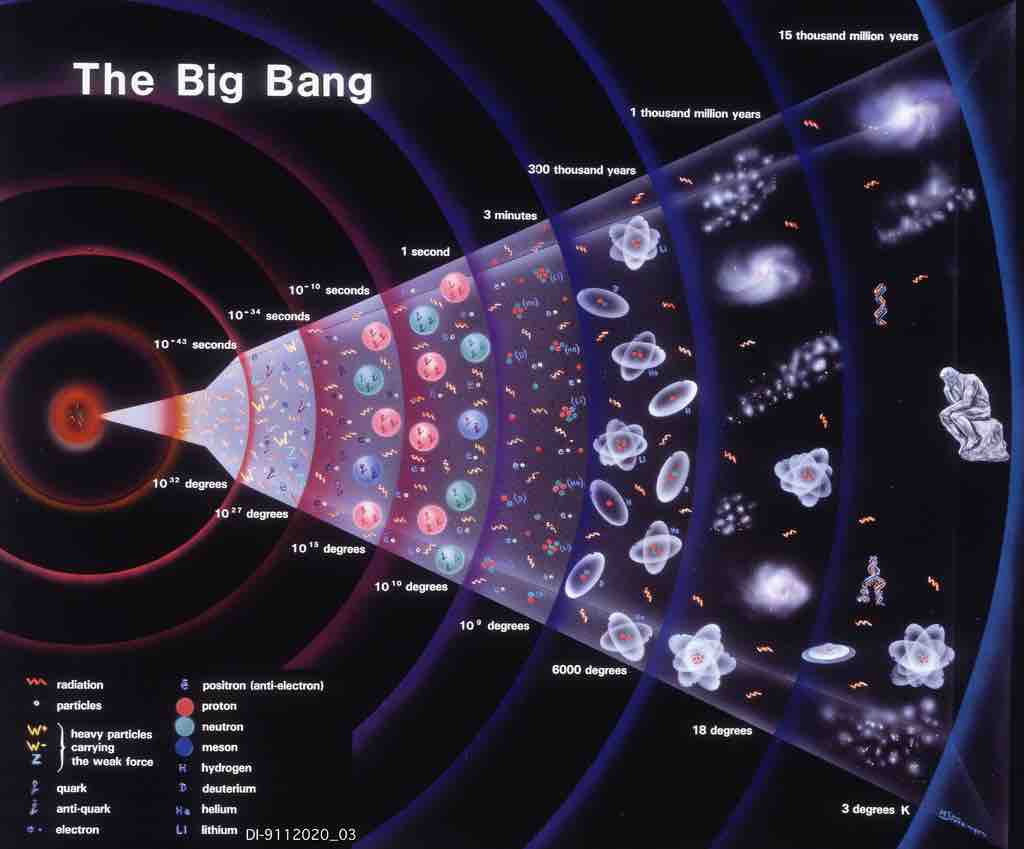 The Big Bang
15 thousand million years
1 thousand million years
300 thousand years
3 minutes
1 second
10⁻¹⁰ seconds
10⁻³⁴ seconds
10⁻⁴³ seconds
10³² degrees
10²⁷ degrees
10¹⁵ degrees
10¹⁰ degrees
10⁹ degrees
6000 degrees
18 degrees
3 degrees K
radiation
particles
W⁺
W⁻
Z
heavy particles
carrying
the weak force
quark
anti-quark
electron
positron (anti-electron)
proton
neutron
meson
H hydrogen
D deuterium
He helium
Li lithium
DI-9112020_03